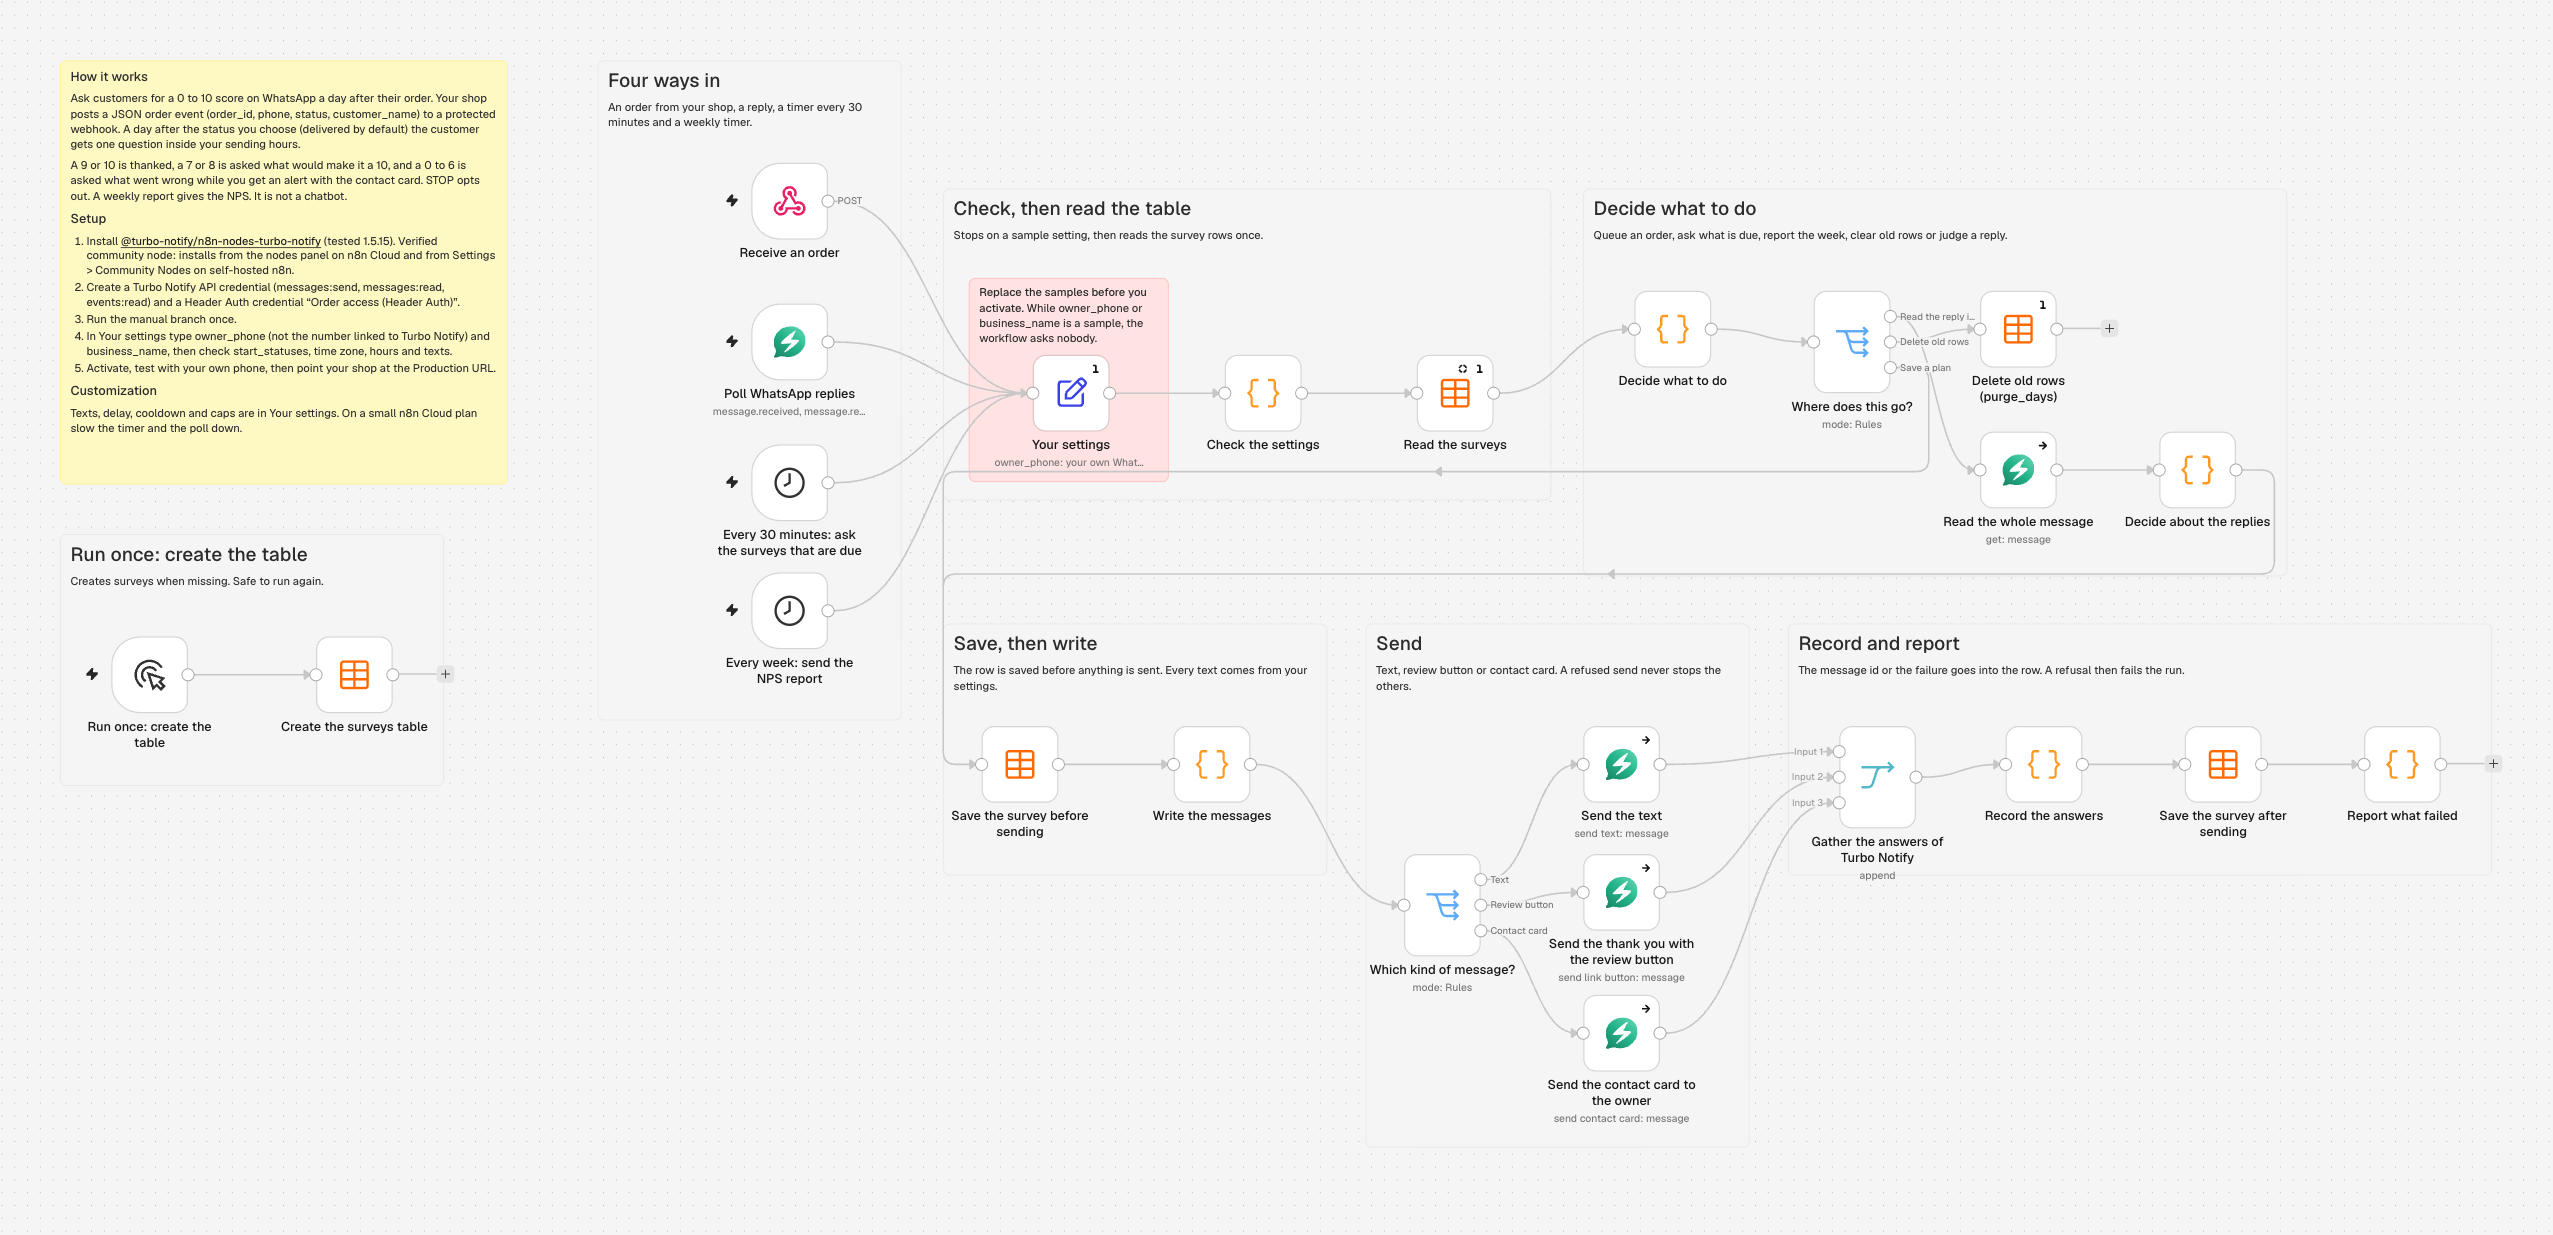 How it works
Ask customers for a 0 to 10 score on WhatsApp a day after their order. Your shop
posts a JSON order event (order_id, phone, status, customer_name) to a protected
webhook. A day after the status you choose (delivered by default) the customer
gets one question inside your sending hours.
A 9 or 10 is thanked, a 7 or 8 is asked what would make it a 10, and a 0 to 6 is
asked what went wrong while you get an alert with the contact card. STOP opts
out. A weekly report gives the NPS. It is not a chatbot.
Setup
1. Install @turbo-notify/n8n-nodes-turbo-notify (tested 1.5.15). Verified
community node: installs from the nodes panel on n8n Cloud and from Settings
> Community Nodes on self-hosted n8n.
2. Create a Turbo Notify API credential (messages:send, messages:read,
events:read) and a Header Auth credential “Order access (Header Auth)”.
3. Run the manual branch once.
4. In Your settings type owner_phone (not the number linked to Turbo Notify) and
business_name, then check start_statuses, time zone, hours and texts.
5. Activate, test with your own phone, then point your shop at the Production URL.
Customization
Texts, delay, cooldown and caps are in Your settings. On a small n8n Cloud plan
slow the timer and the poll down.
Run once: create the table
Creates surveys when missing. Safe to run again.
Run once: create the
table
Create the surveys table
Four ways in
An order from your shop, a reply, a timer every 30
minutes and a weekly timer.
POST
Receive an order
Poll WhatsApp replies
message.received, message.re...
Every 30 minutes: ask
the surveys that are due
Every week: send the
NPS report
Check, then read the table
Stops on a sample setting, then reads the survey rows once.
Replace the samples before you
activate. While owner_phone or
business_name is a sample, the
workflow asks nobody.
1
Your settings
owner_phone: your own What...
Check the settings
1
Read the surveys
Decide what to do
Queue an order, ask what is due, report the week, clear old rows or judge a reply.
Decide what to do
Read the reply i...
Delete old rows
Save a plan
Where does this go?
mode: Rules
1
Delete old rows
(purge_days)
Read the whole message
get: message
Decide about the replies
Save, then write
The row is saved before anything is sent. Every text comes from your
settings.
Save the survey before
sending
Write the messages
Send
Text, review button or contact card. A refused send never stops the
others.
Text
Review button
Contact card
Which kind of message?
mode: Rules
Send the text
send text: message
Send the thank you with
the review button
send link button: message
Send the contact card to
the owner
send contact card: message
Record and report
The message id or the failure goes into the row. A refusal then fails the run.
Input 1
Input 2
Input 3
Gather the answers of
Turbo Notify
append
Record the answers
Save the survey after
sending
Report what failed